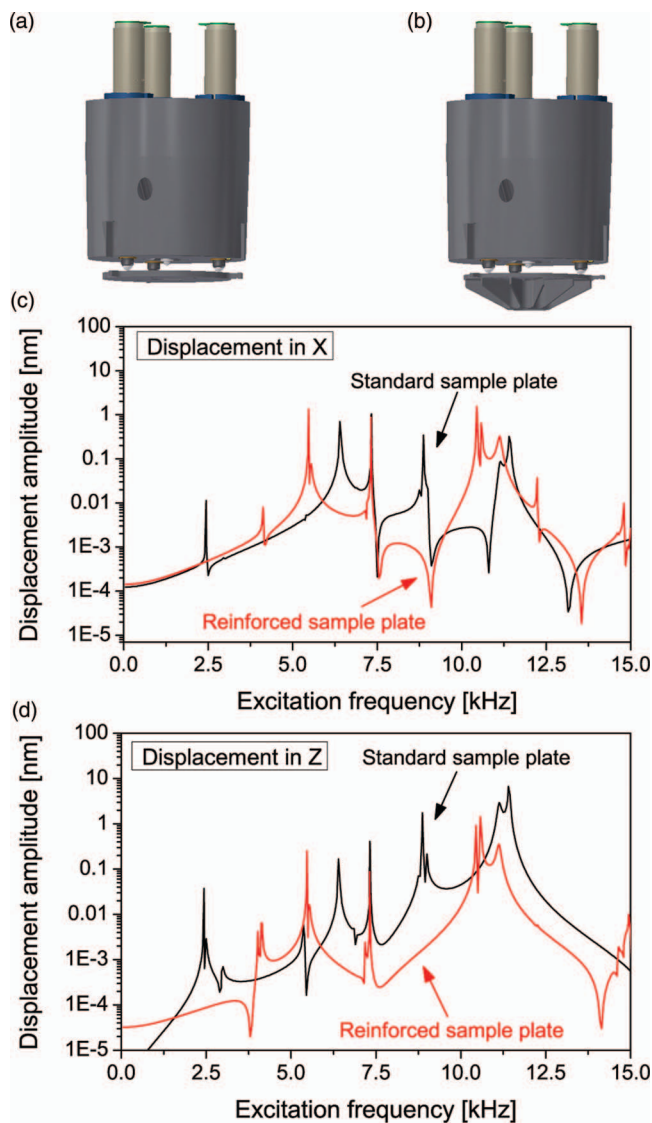 (a)
(b)
(c)
100
10
1
0.1
0.01
1E-3
1E-4
1E-5
Displacement amplitude [nm]
Displacement in X
Standard sample plate
Reinforced sample plate
0.0 2.5 5.0 7.5 10.0 12.5 15.0
Excitation frequency [kHz]
(d)
100
10
1
0.1
0.01
1E-3
1E-4
1E-5
Displacement amplitude [nm]
Displacement in Z
Standard sample plate
Reinforced sample plate
0.0 2.5 5.0 7.5 10.0 12.5 15.0
Excitation frequency [kHz]